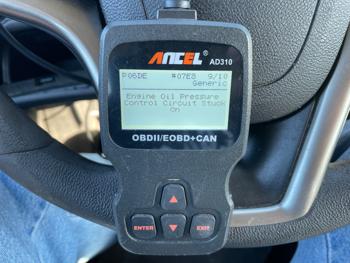 ANCEL
AD310
P06DE #07E8 9/10
Generic
Engine Oil Pressure
Control Circuit Stuck
On
OBDII/EOBD+CAN
ENTER
EXIT